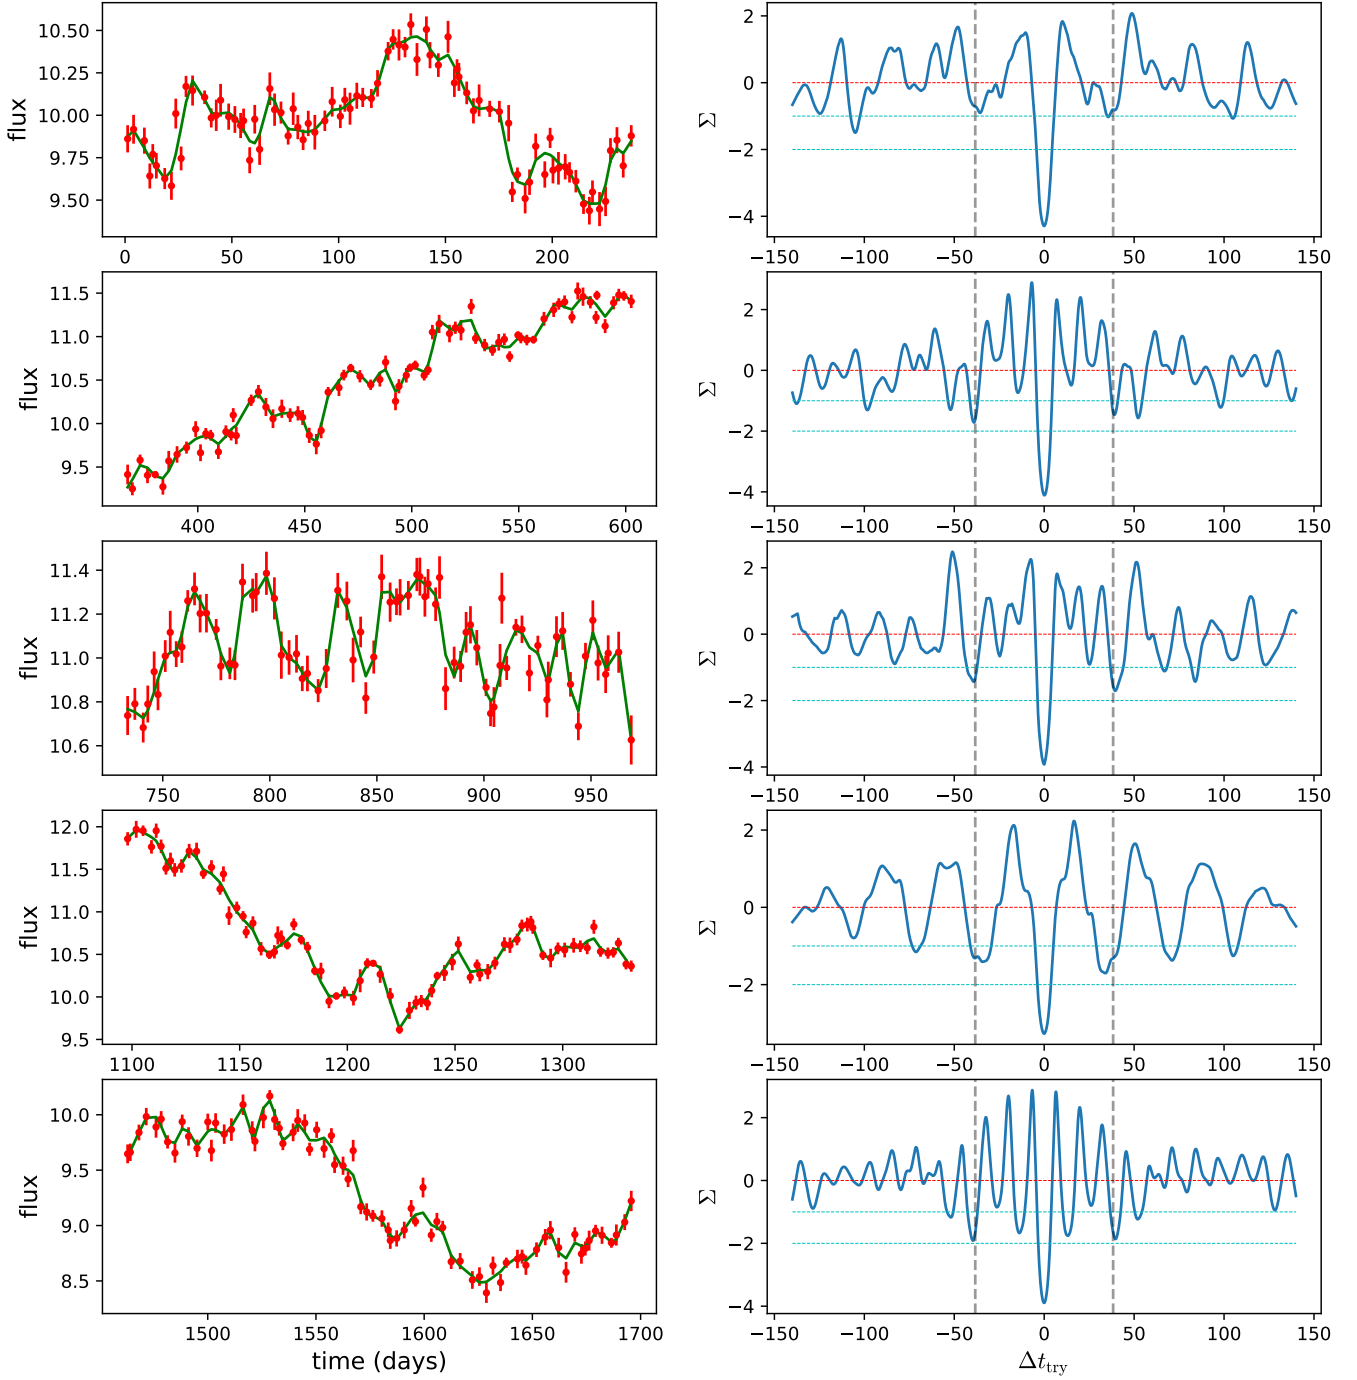 10.50
10.25
10.00
9.75
9.50
flux
0 50 100 150 200
2
0
−2
−4
Σ
−150 −100 −50 0 50 100 150
11.5
11.0
10.5
10.0
9.5
flux
400 450 500 550 600
2
0
−2
−4
Σ
−150 −100 −50 0 50 100 150
11.4
11.2
11.0
10.8
10.6
flux
750 800 850 900 950
2
0
−2
−4
Σ
−150 −100 −50 0 50 100 150
12.0
11.5
11.0
10.5
10.0
9.5
flux
1100 1150 1200 1250 1300
2
0
−2
Σ
−150 −100 −50 0 50 100 150
10.0
9.5
9.0
8.5
flux
1500 1550 1600 1650 1700
time (days)
2
0
−2
−4
Σ
−150 −100 −50 0 50 100 150
Δt_try